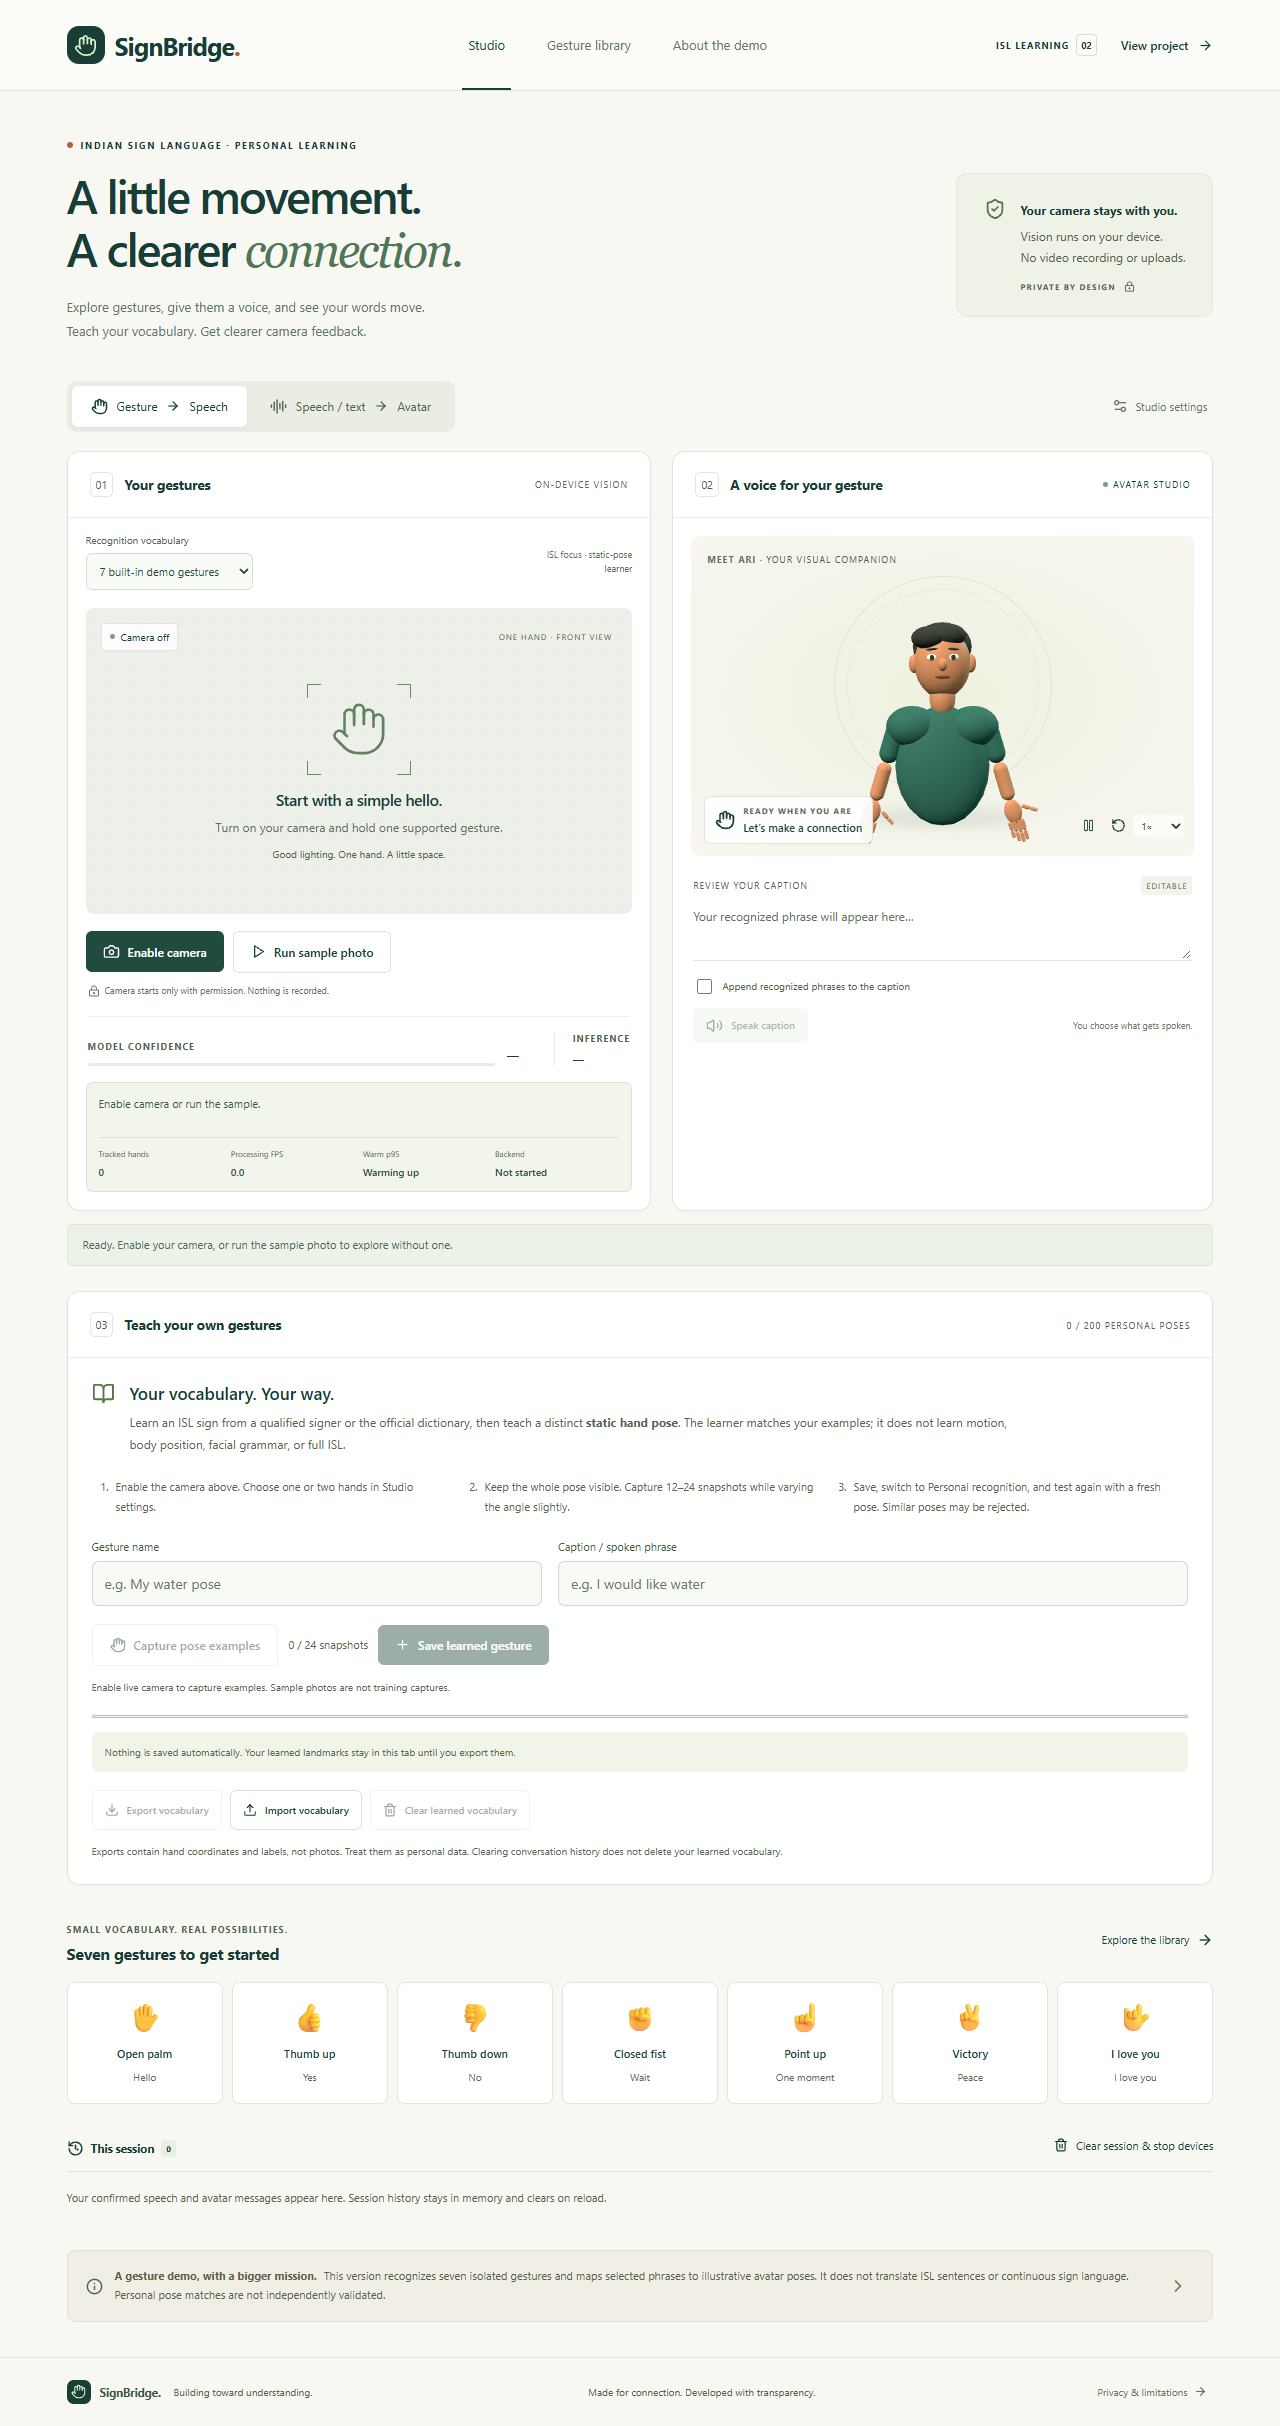 SignBridge.
Studio
Gesture library
About the demo
ISL LEARNING 02
View project
INDIAN SIGN LANGUAGE · PERSONAL LEARNING
A little movement.
A clearer connection.
Explore gestures, give them a voice, and see your words move.
Teach your vocabulary. Get clearer camera feedback.
Your camera stays with you.
Vision runs on your device.
No video recording or uploads.
PRIVATE BY DESIGN
Gesture → Speech
Speech / text → Avatar
Studio settings
01 Your gestures
ON-DEVICE VISION
Recognition vocabulary
7 built-in demo gestures
ISL focus · static-pose
learner
Camera off
ONE HAND · FRONT VIEW
Start with a simple hello.
Turn on your camera and hold one supported gesture.
Good lighting. One hand. A little space.
Enable camera
Run sample photo
Camera starts only with permission. Nothing is recorded.
MODEL CONFIDENCE
—
INFERENCE
—
Enable camera or run the sample.
Tracked hands
0
Processing FPS
0.0
Warm p95
Warming up
Backend
Not started
02 A voice for your gesture
AVATAR STUDIO
MEET ARI · YOUR VISUAL COMPANION
READY WHEN YOU ARE
Let's make a connection
1×
REVIEW YOUR CAPTION
EDITABLE
Your recognized phrase will appear here...
Append recognized phrases to the caption
Speak caption
You choose what gets spoken.
Ready. Enable your camera, or run the sample photo to explore without one.
03 Teach your own gestures
0 / 200 PERSONAL POSES
Your vocabulary. Your way.
Learn an ISL sign from a qualified signer or the official dictionary, then teach a distinct static hand pose. The learner matches your examples; it does not learn motion,
body position, facial grammar, or full ISL.
1. Enable the camera above. Choose one or two hands in Studio
settings.
2. Keep the whole pose visible. Capture 12–24 snapshots while varying
the angle slightly.
3. Save, switch to Personal recognition, and test again with a fresh
pose. Similar poses may be rejected.
Gesture name
e.g. My water pose
Caption / spoken phrase
e.g. I would like water
Capture pose examples
0 / 24 snapshots
Save learned gesture
Enable live camera to capture examples. Sample photos are not training captures.
Nothing is saved automatically. Your learned landmarks stay in this tab until you export them.
Export vocabulary
Import vocabulary
Clear learned vocabulary
Exports contain hand coordinates and labels, not photos. Treat them as personal data. Clearing conversation history does not delete your learned vocabulary.
SMALL VOCABULARY. REAL POSSIBILITIES.
Seven gestures to get started
Explore the library
Open palm
Hello
Thumb up
Yes
Thumb down
No
Closed fist
Wait
Point up
One moment
Victory
Peace
I love you
I love you
This session 0
Clear session & stop devices
Your confirmed speech and avatar messages appear here. Session history stays in memory and clears on reload.
A gesture demo, with a bigger mission. This version recognizes seven isolated gestures and maps selected phrases to illustrative avatar poses. It does not translate ISL sentences or continuous sign language.
Personal pose matches are not independently validated.
SignBridge.
Building toward understanding.
Made for connection. Developed with transparency.
Privacy & limitations